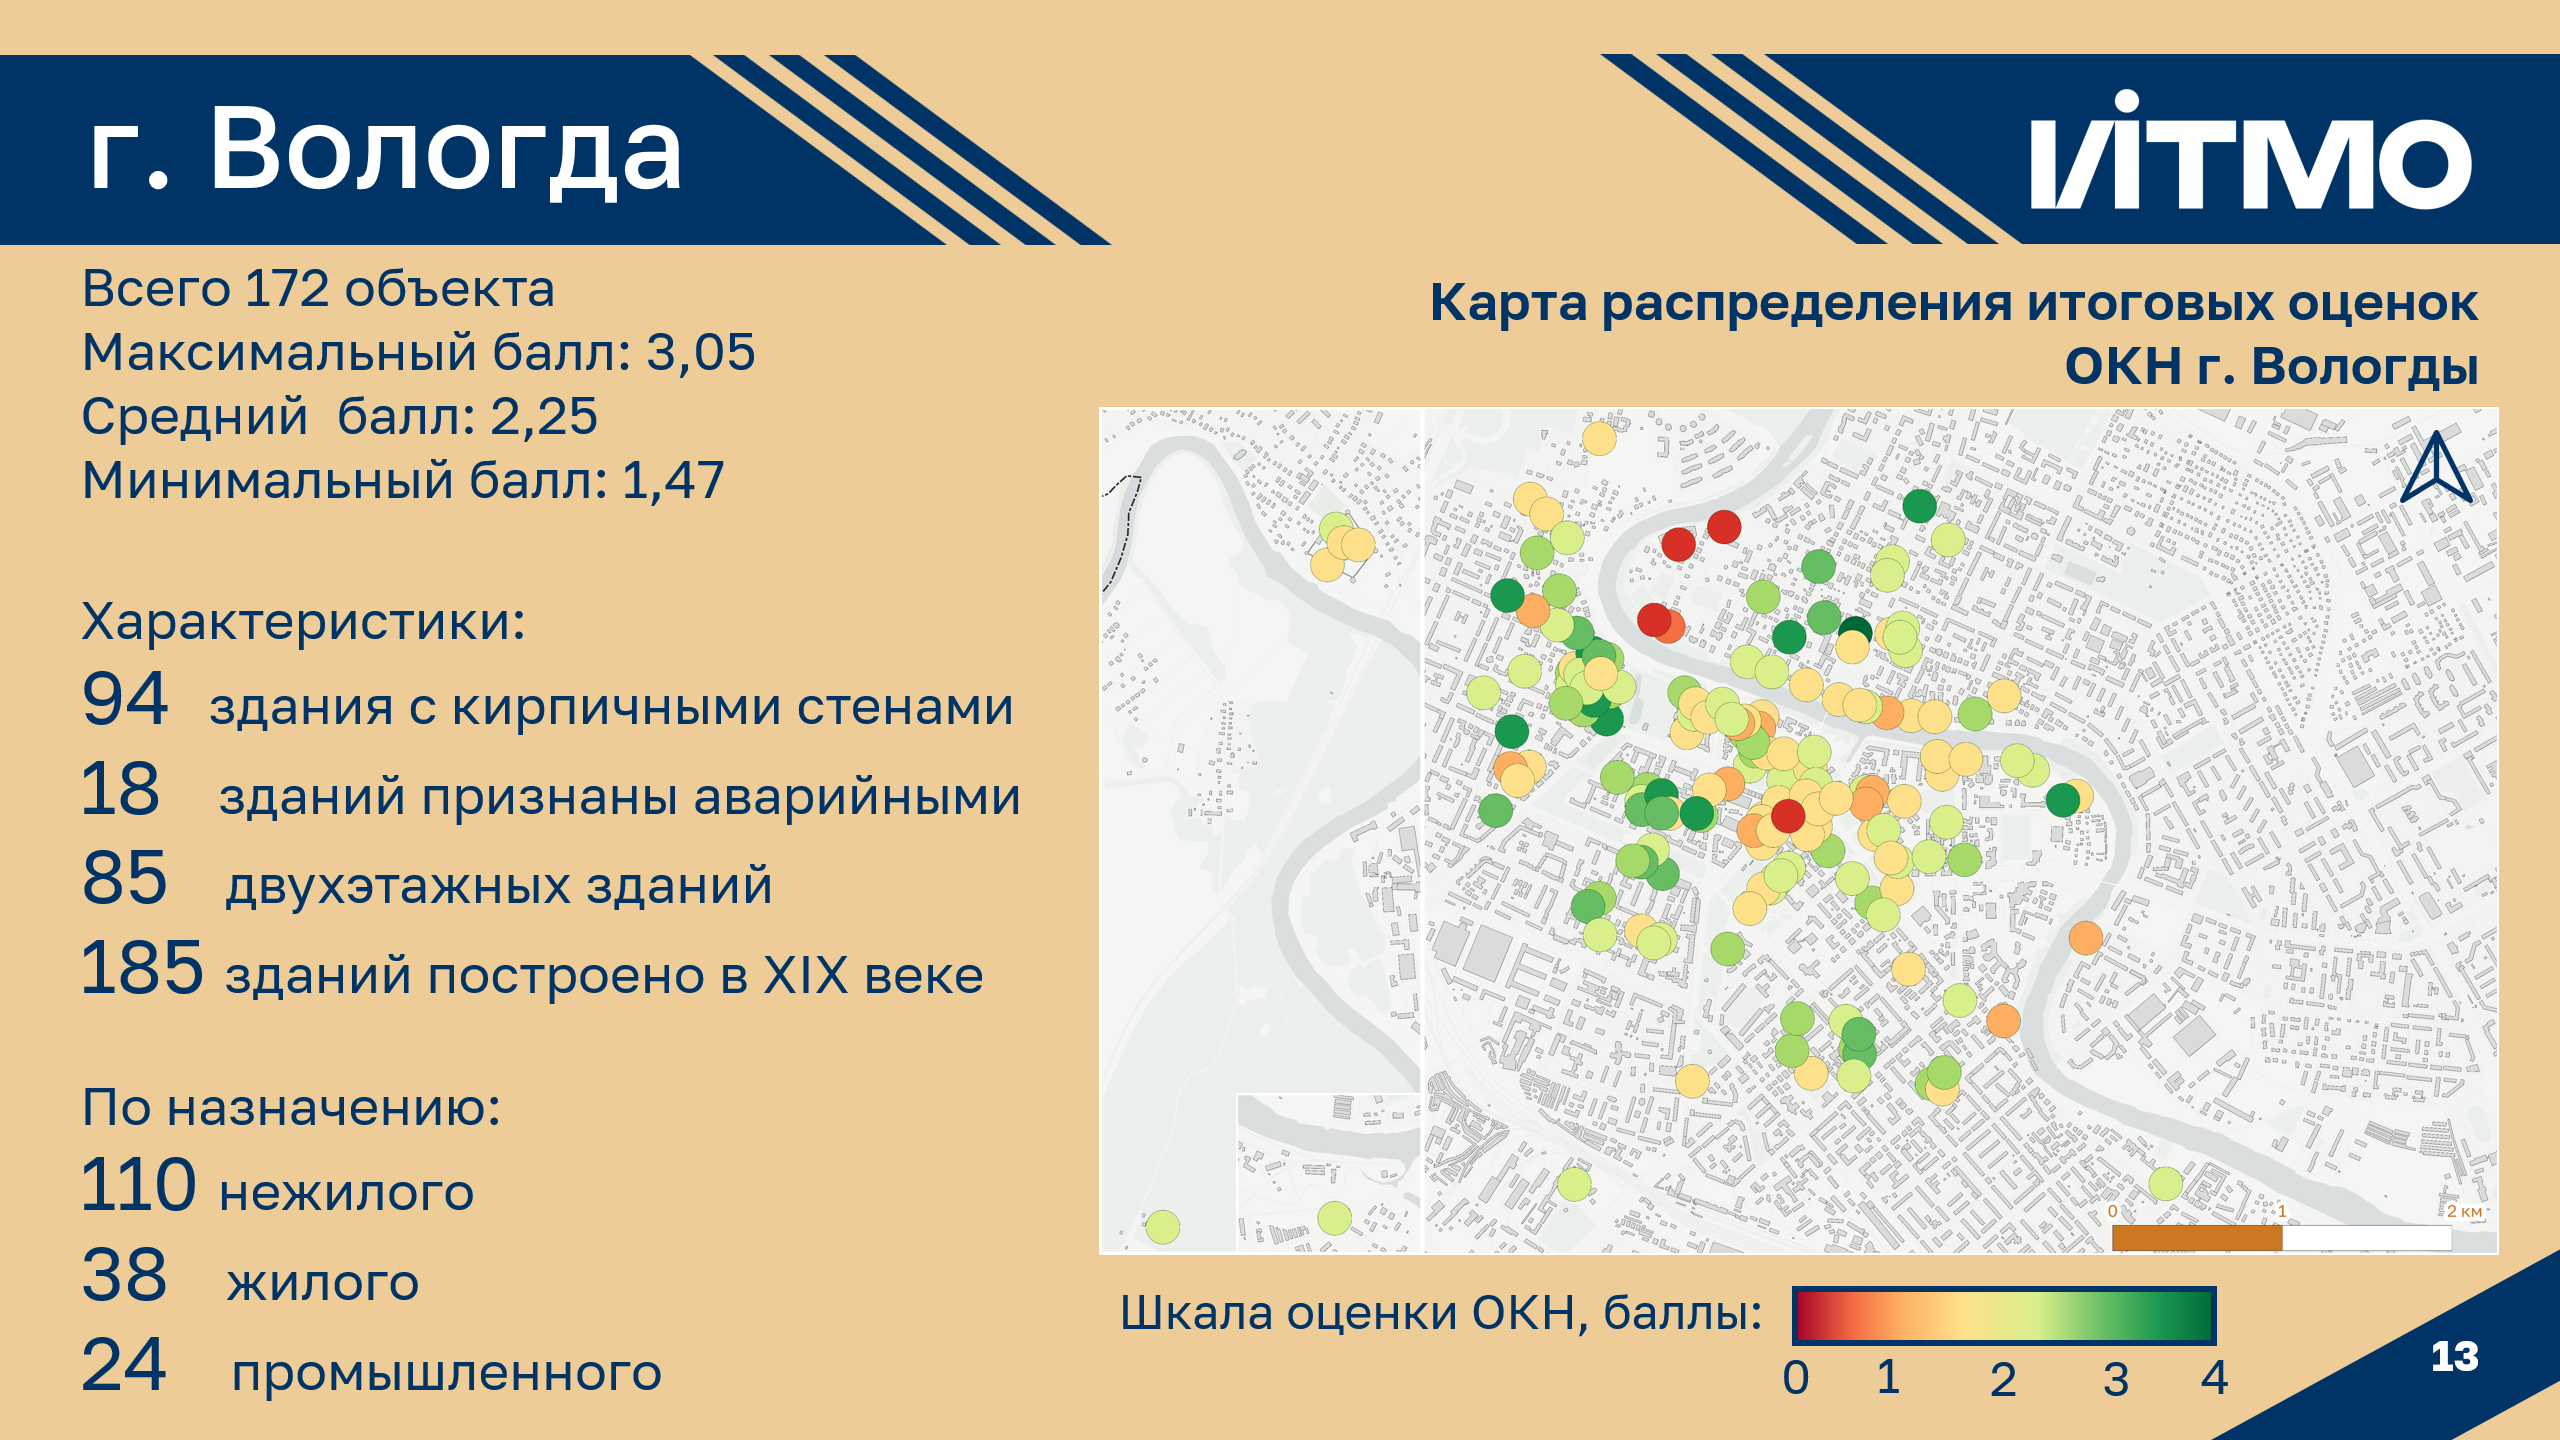 г. Вологда
ИТМО
Всего 172 объекта
Максимальный балл: 3,05
Средний балл: 2,25
Минимальный балл: 1,47
Характеристики:
94 здания с кирпичными стенами
18 зданий признаны аварийными
85 двухэтажных зданий
185 зданий построено в XIX веке
По назначению:
110 нежилого
38 жилого
24 промышленного
Карта распределения итоговых оценок
ОКН г. Вологды
0 1 2 км
Шкала оценки ОКН, баллы:
0 1 2 3 4
13